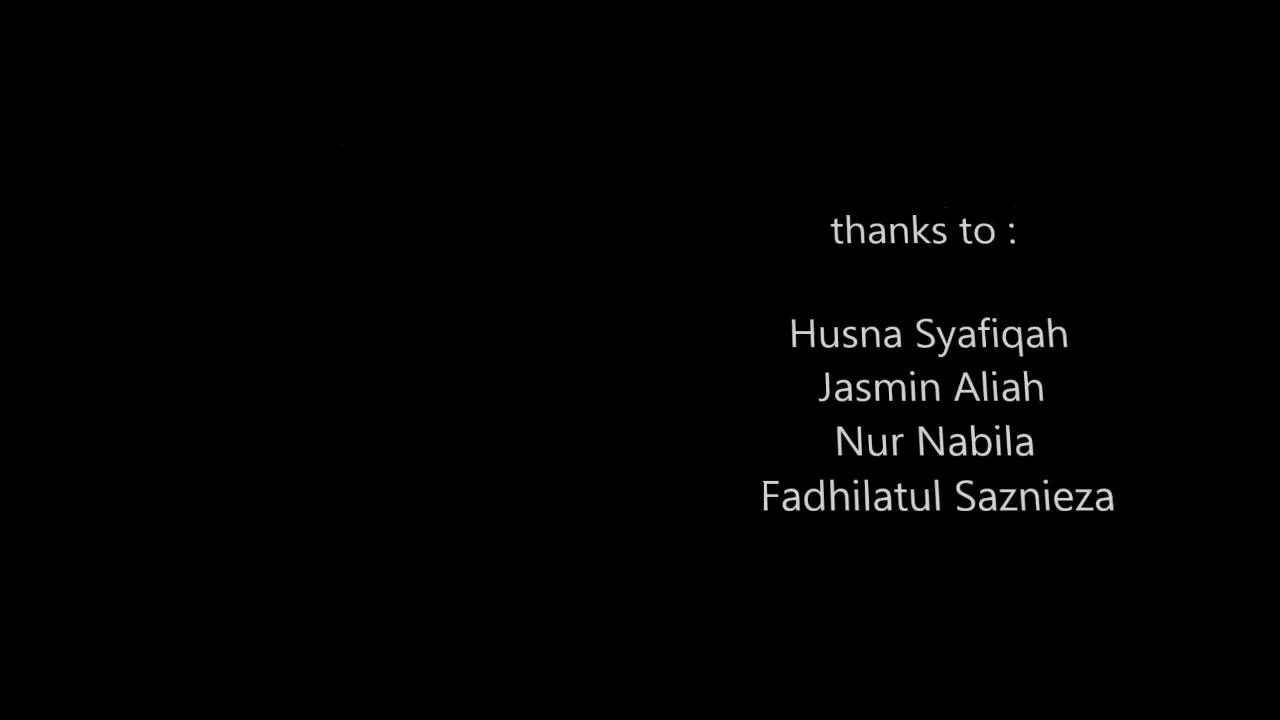 thanks to :
Husna Syafiqah
Jasmin Aliah
Nur Nabila
Fadhilatul Saznieza